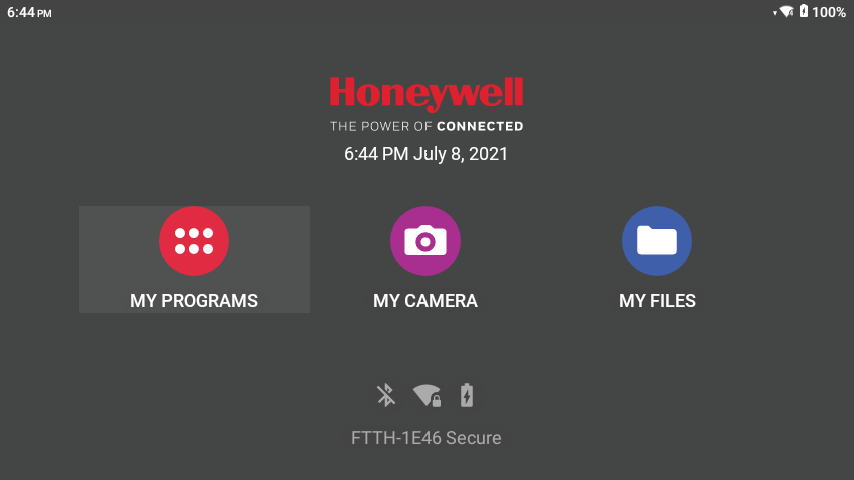 6:44 PM 100%
Honeywell
THE POWER OF CONNECTED
6:44 PM July 8, 2021
MY PROGRAMS MY CAMERA MY FILES
FTTH-1E46 Secure